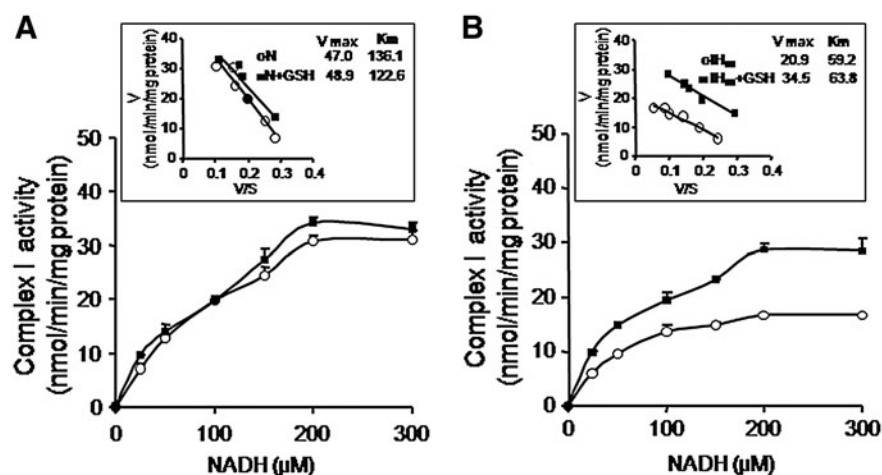 A
V max Km
N 47.0 136.1
N+GSH 48.9 122.6
V
(nmol/min/mg protein)
40
30
20
10
0
0 0.1 0.2 0.3 0.4
V/S
Complex I activity
(nmol/min/mg protein)
50
40
30
20
10
0
0 100 200 300
NADH (µM)
B
V max Km
IH 20.9 59.2
IH +GSH 34.5 63.8
V
(nmol/min/mg protein)
40
30
20
10
0
0 0.1 0.2 0.3 0.4
V/S
Complex I activity
(nmol/min/mg protein)
50
40
30
20
10
0
0 100 200 300
NADH (µM)